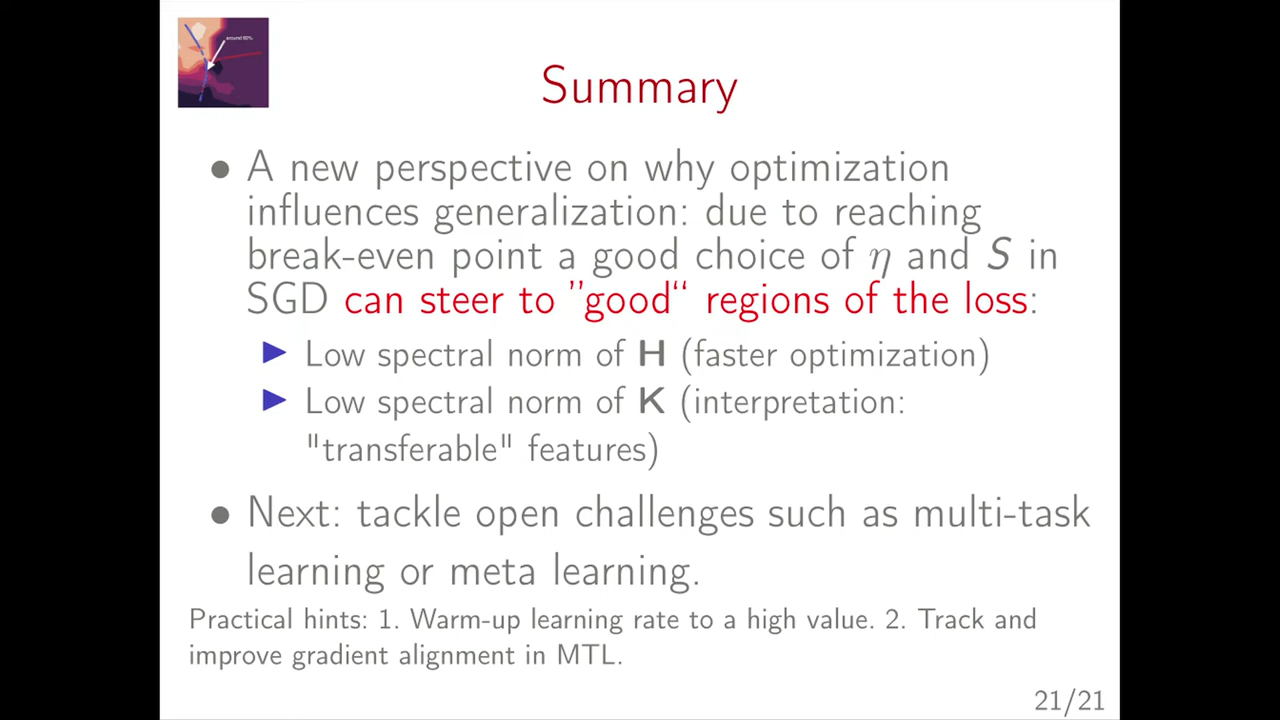 around 60%
Summary
• A new perspective on why optimization
influences generalization: due to reaching
break-even point a good choice of η and S in
SGD can steer to ”good“ regions of the loss:
▶ Low spectral norm of H (faster optimization)
▶ Low spectral norm of K (interpretation:
"transferable" features)
• Next: tackle open challenges such as multi-task
learning or meta learning.
Practical hints: 1. Warm-up learning rate to a high value. 2. Track and
improve gradient alignment in MTL.
21/21